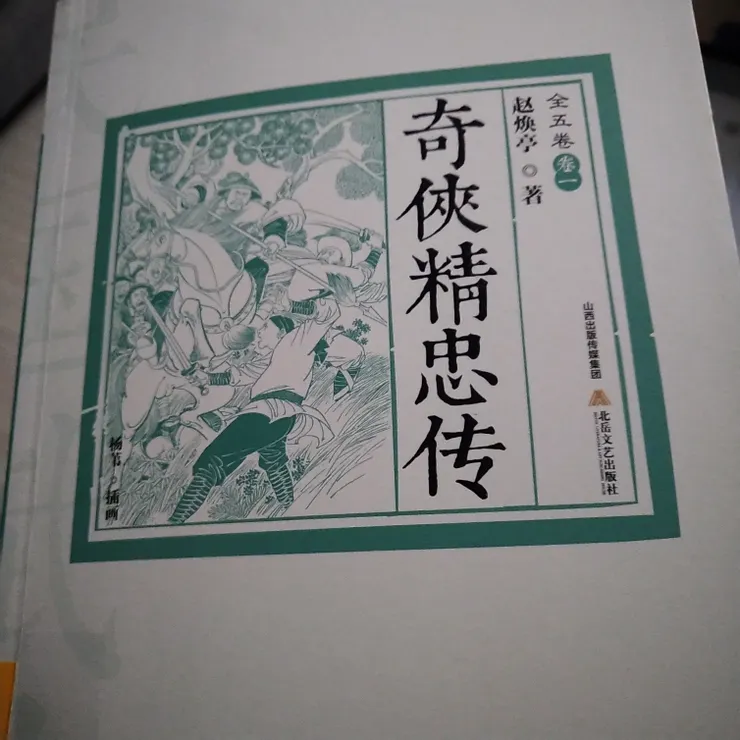 全五卷 卷一
赵焕亭◎著
奇俠精忠传
杨苇◎插画
山西出版传媒集团
北岳文艺出版社